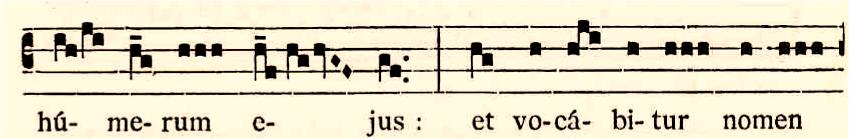 hú- me- rum e- jus : et vo- cá- bi- tur nomen